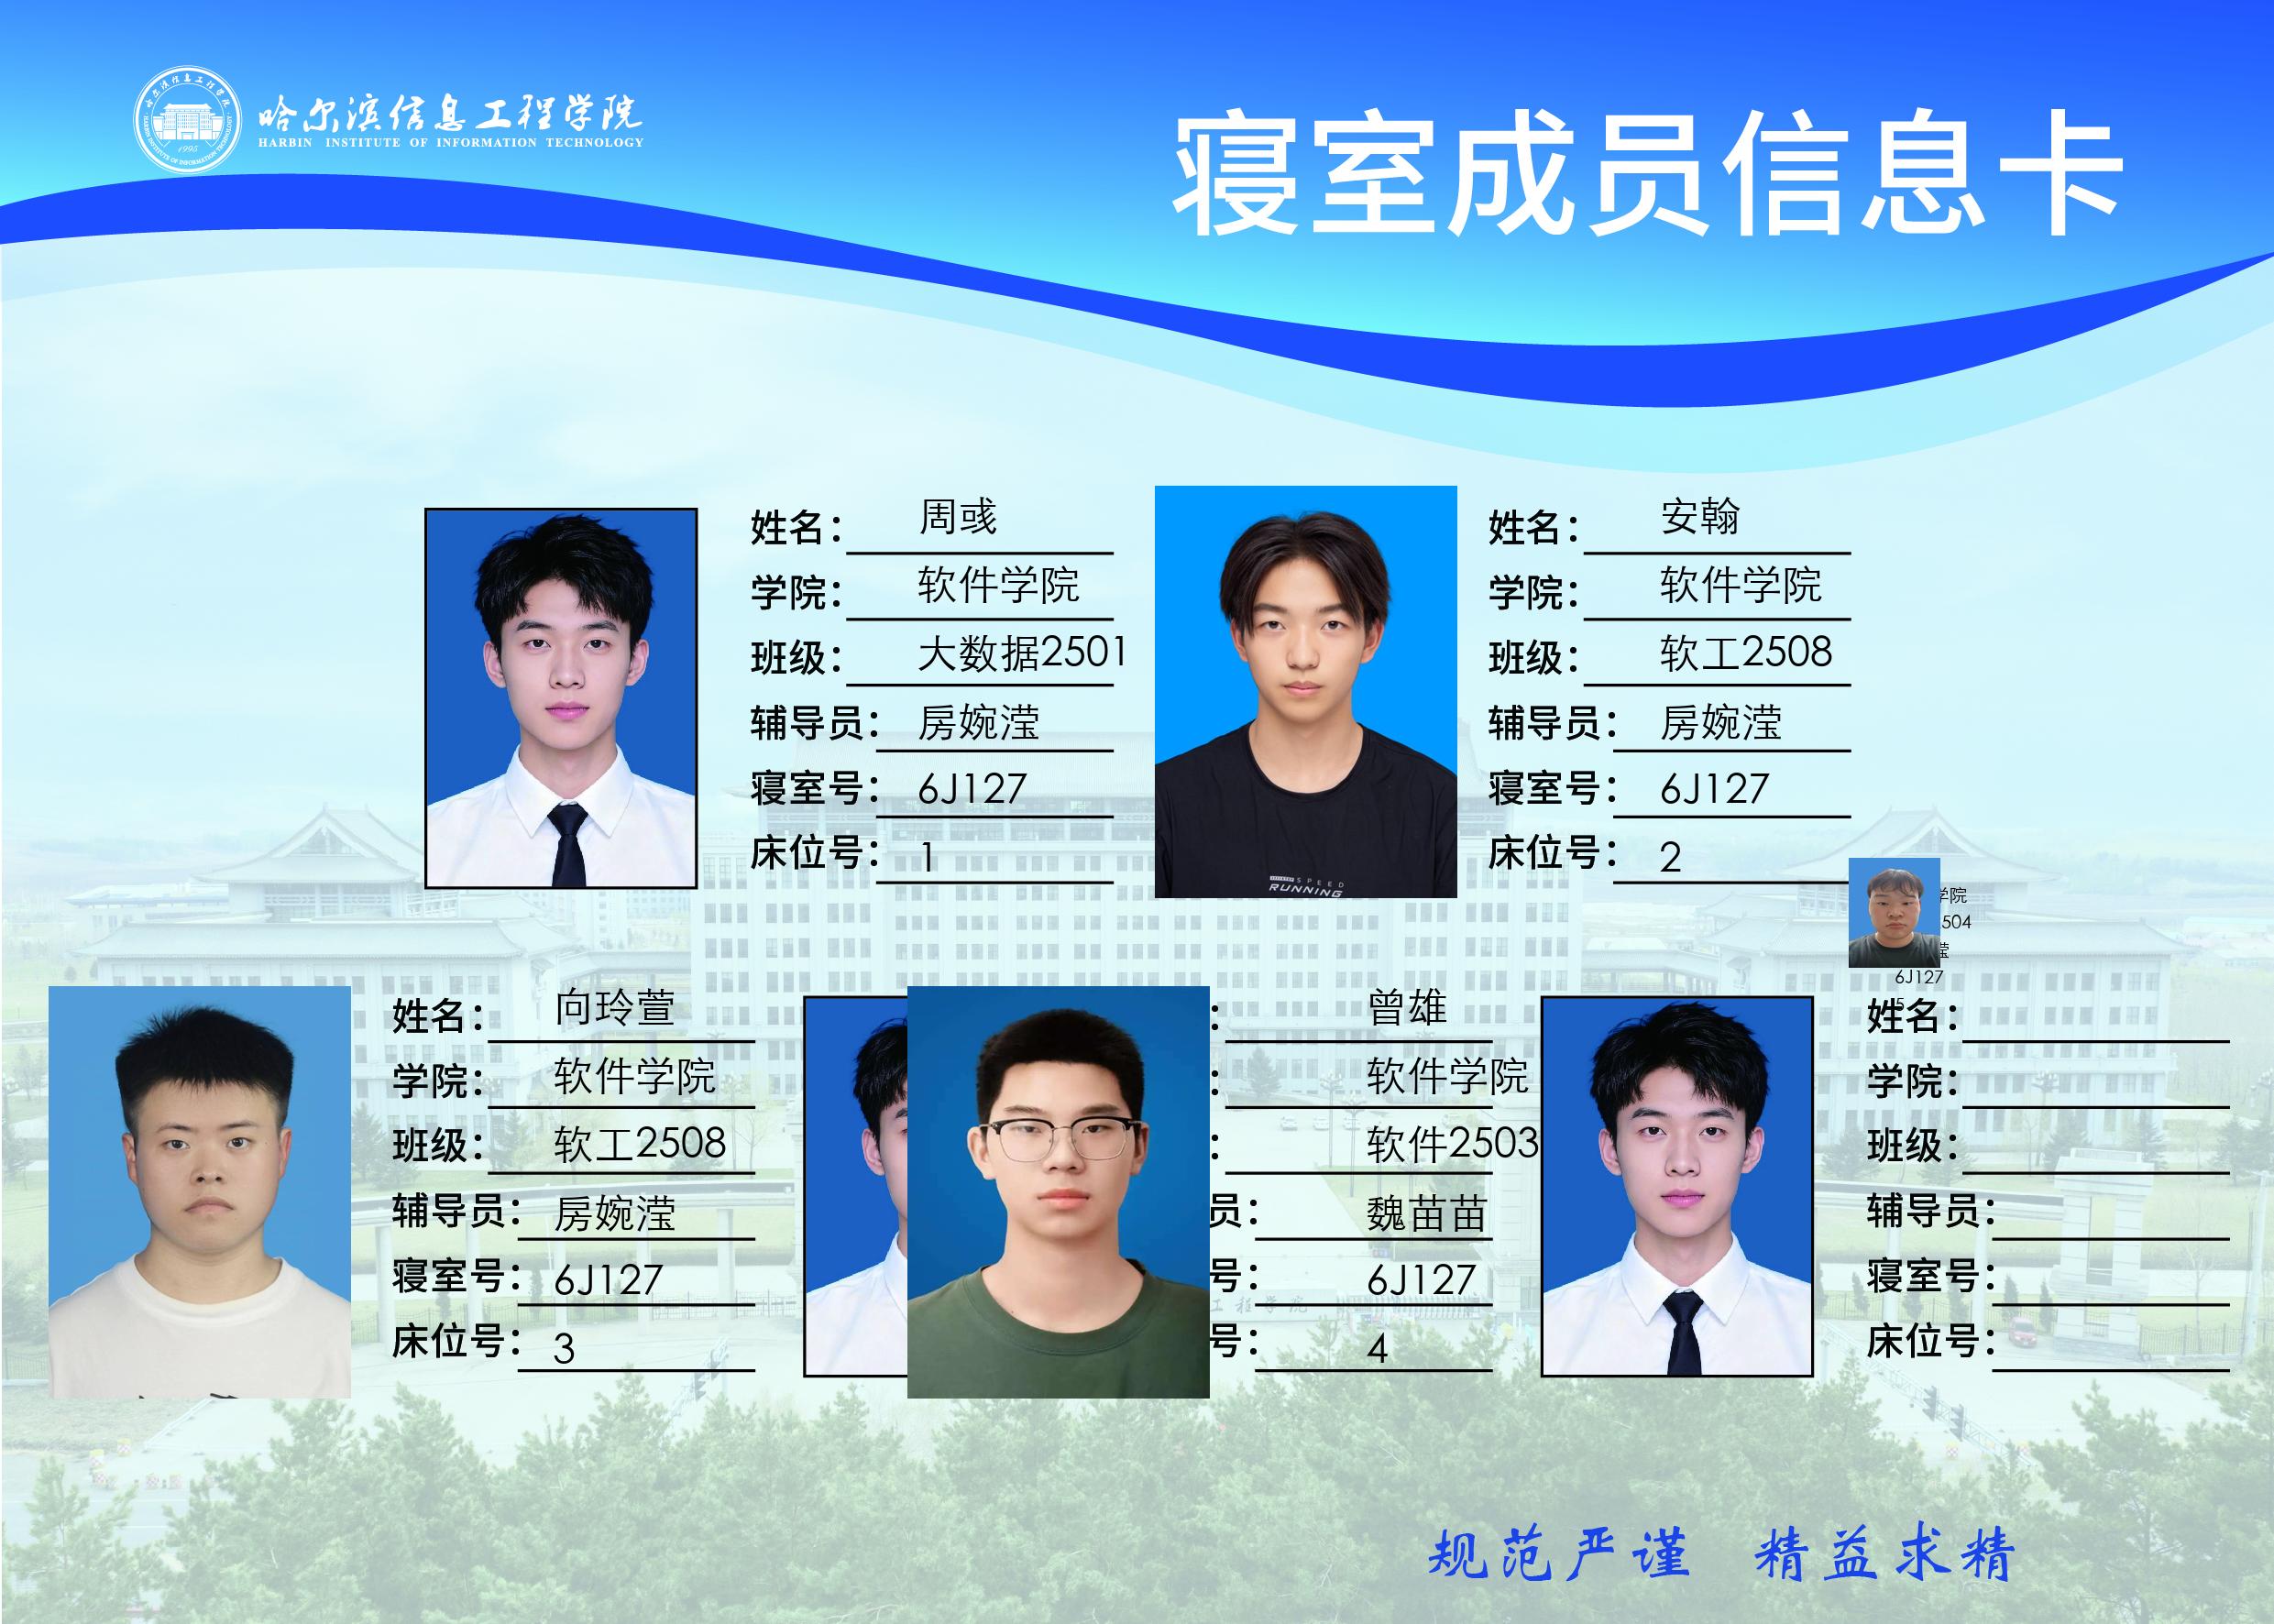 哈尔滨信息工程学院
HARBIN INSTITUTE OF INFORMATION TECHNOLOGY
1995
寝室成员信息卡
姓名： 周彧
学院： 软件学院
班级： 大数据2501
辅导员： 房婉滢
寝室号： 6J127
床位号： 1
SPEED
RUNNING
姓名： 安翰
学院： 软件学院
班级： 软工2508
辅导员： 房婉滢
寝室号： 6J127
床位号： 2
学院
504
滢
6J127
姓名： 向玲萱
学院： 软件学院
班级： 软工2508
辅导员： 房婉滢
寝室号： 6J127
床位号： 3
： 曾雄
： 软件学院
： 软件2503
员： 魏苗苗
号： 6J127
号： 4
姓名：
学院：
班级：
辅导员：
寝室号：
床位号：
规范严谨 精益求精